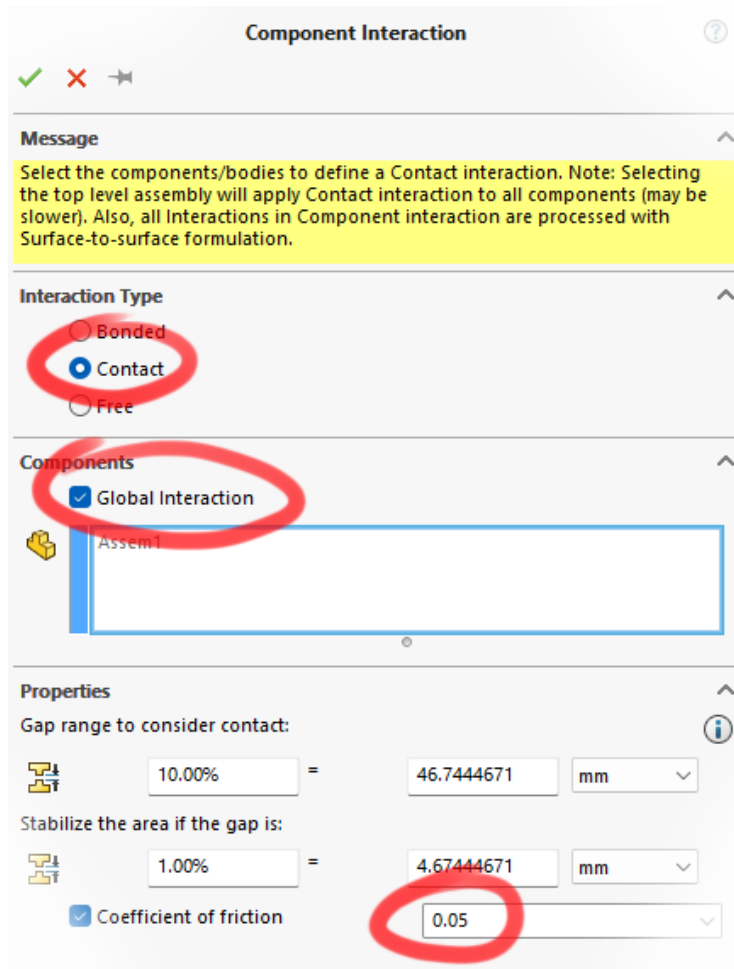 Component Interaction
Message
Select the components/bodies to define a Contact interaction. Note: Selecting
the top level assembly will apply Contact interaction to all components (may be
slower). Also, all Interactions in Component interaction are processed with
Surface-to-surface formulation.
Interaction Type
Bonded
Contact
Free
Components
Global Interaction
Assem1
Properties
Gap range to consider contact:
10.00% = 46.7444671 mm
Stabilize the area if the gap is:
1.00% = 4.67444671 mm
Coefficient of friction 0.05